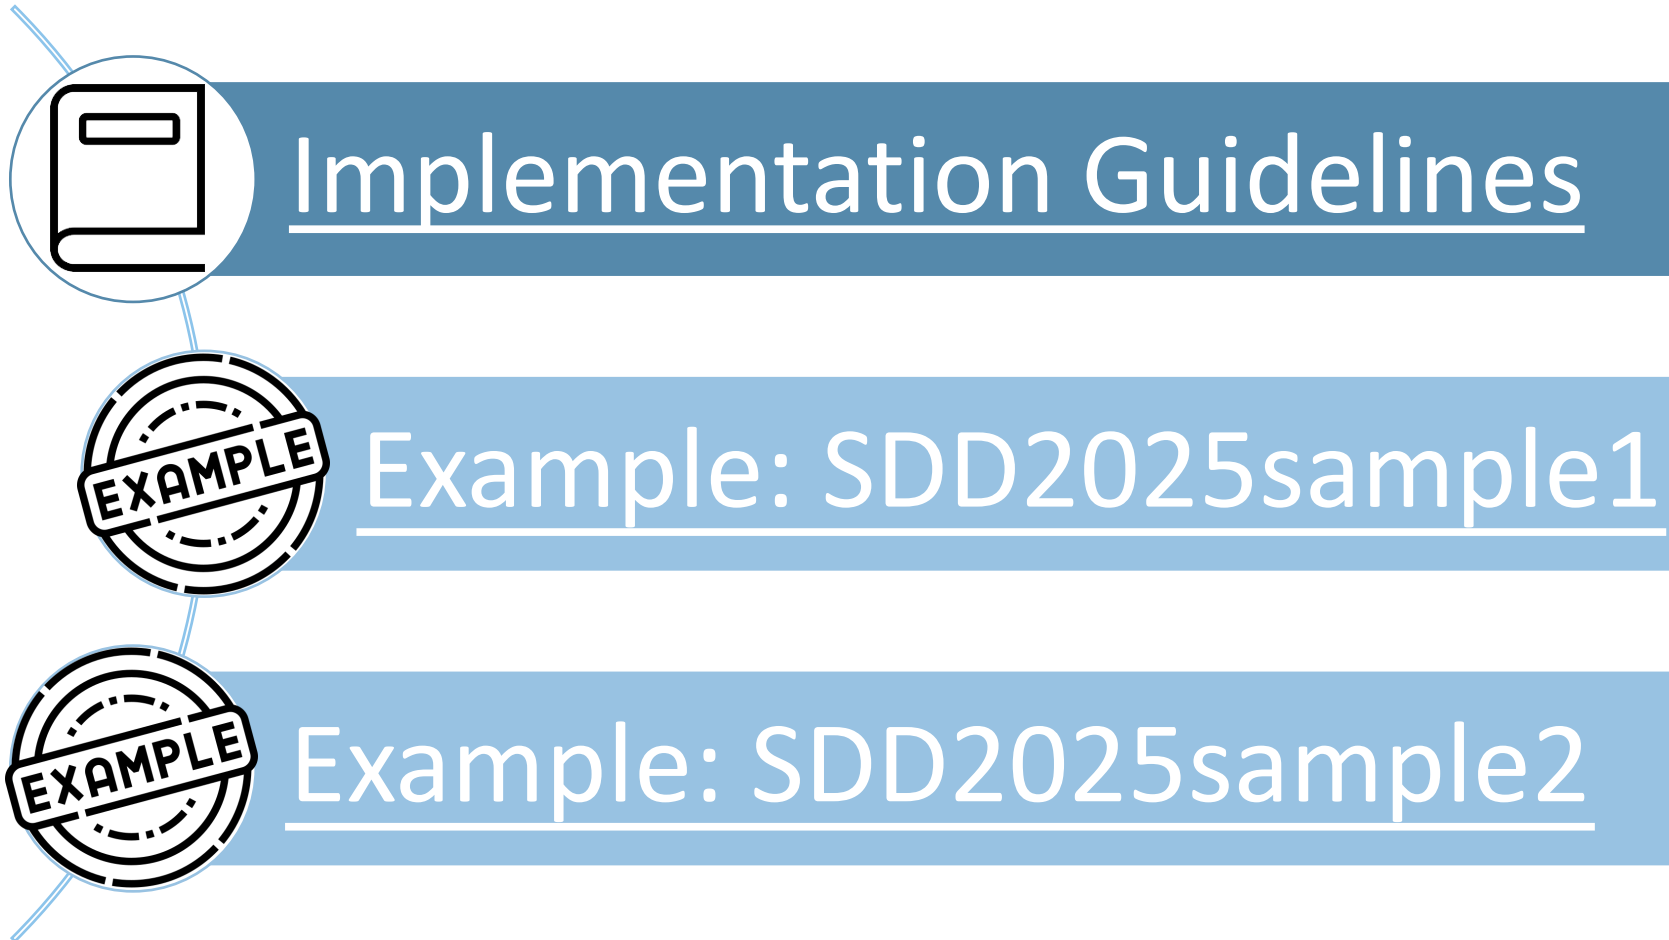 Implementation Guidelines
EXAMPLE
Example: SDD2025sample1
EXAMPLE
Example: SDD2025sample2